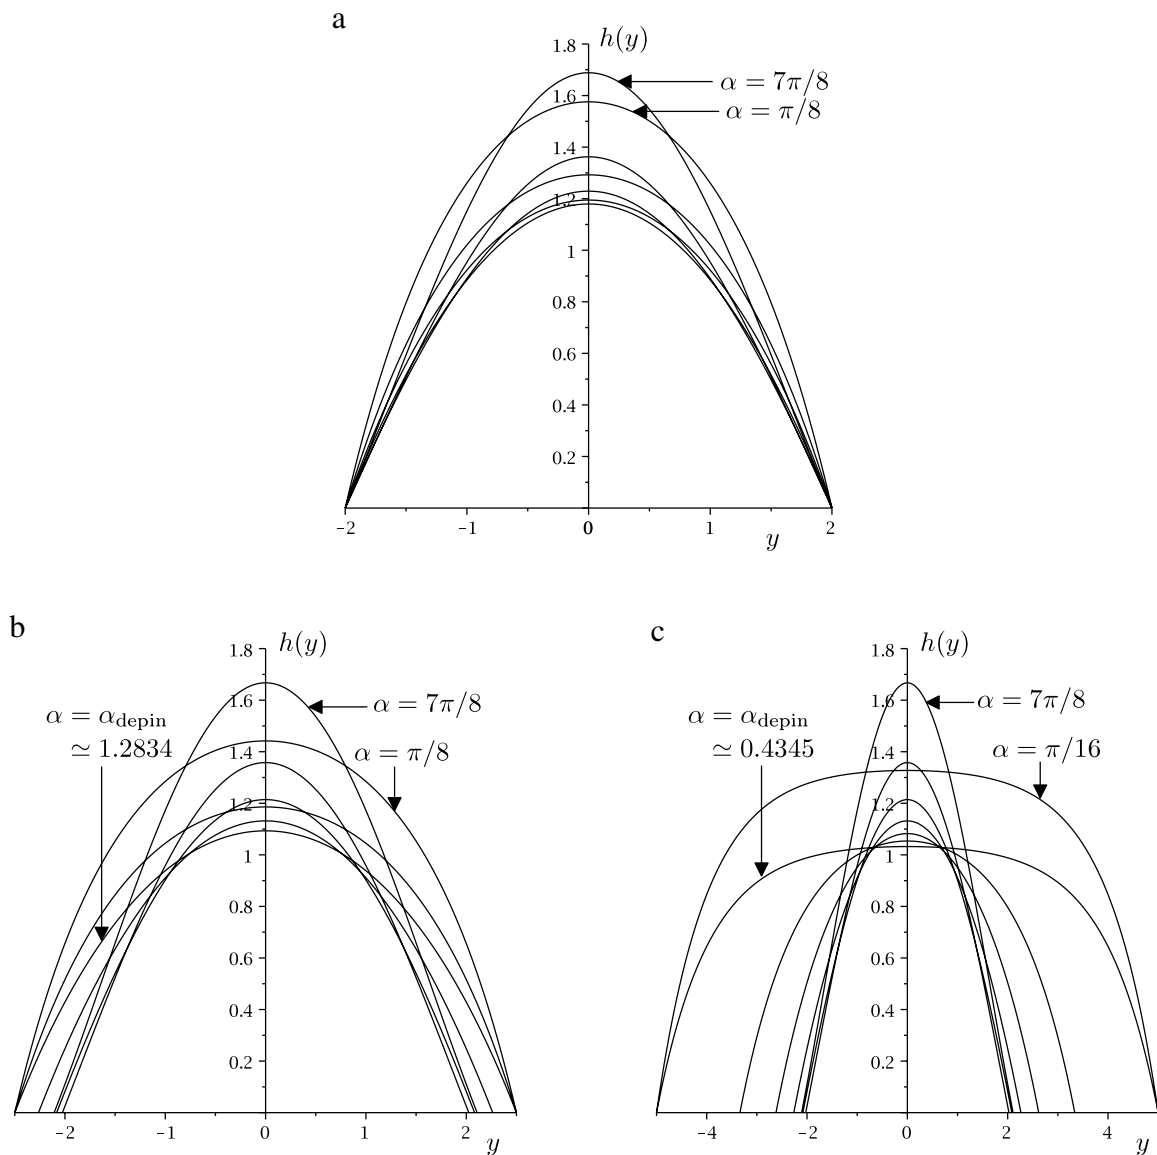 a
h(y)
1.8
α = 7π/8
1.6
α = π/8
1.4
1.2
1
0.8
0.6
0.4
0.2
-2 -1 0 1 2
y
b
h(y)
1.8
α = 7π/8
1.6
α = α_depin
≃ 1.2834
α = π/8
1.4
1.2
1
0.8
0.6
0.4
0.2
-2 -1 0 1 2
y
c
h(y)
1.8
α = 7π/8
1.6
α = α_depin
≃ 0.4345
α = π/16
1.4
1.2
1
0.8
0.6
0.4
0.2
-4 -2 0 2 4
y